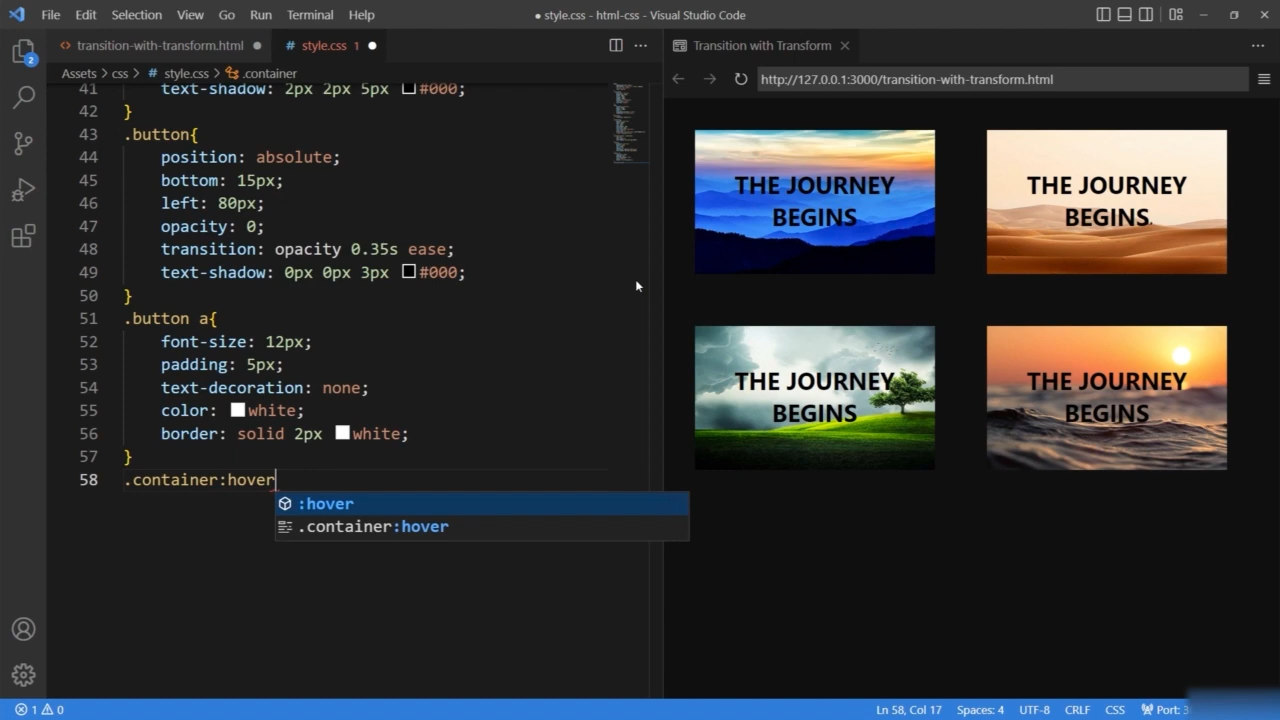 File Edit Selection View Go Run Terminal Help
● style.css - html-css - Visual Studio Code
transition-with-transform.html ●
# style.css 1 ●
Transition with Transform
Assets > css > # style.css > .container
http://127.0.0.1:3000/transition-with-transform.html
41 text-shadow: 2px 2px 5px #000;
42 }
43 .button{
44 position: absolute;
45 bottom: 15px;
46 left: 80px;
47 opacity: 0;
48 transition: opacity 0.35s ease;
49 text-shadow: 0px 0px 3px #000;
50 }
51 .button a{
52 font-size: 12px;
53 padding: 5px;
54 text-decoration: none;
55 color: white;
56 border: solid 2px white;
57 }
58 .container:hover
:hover
.container:hover
THE JOURNEY
BEGINS
THE JOURNEY
BEGINS
THE JOURNEY
BEGINS
THE JOURNEY
BEGINS
2
1 0
Ln 58, Col 17 Spaces: 4 UTF-8 CRLF CSS Port: